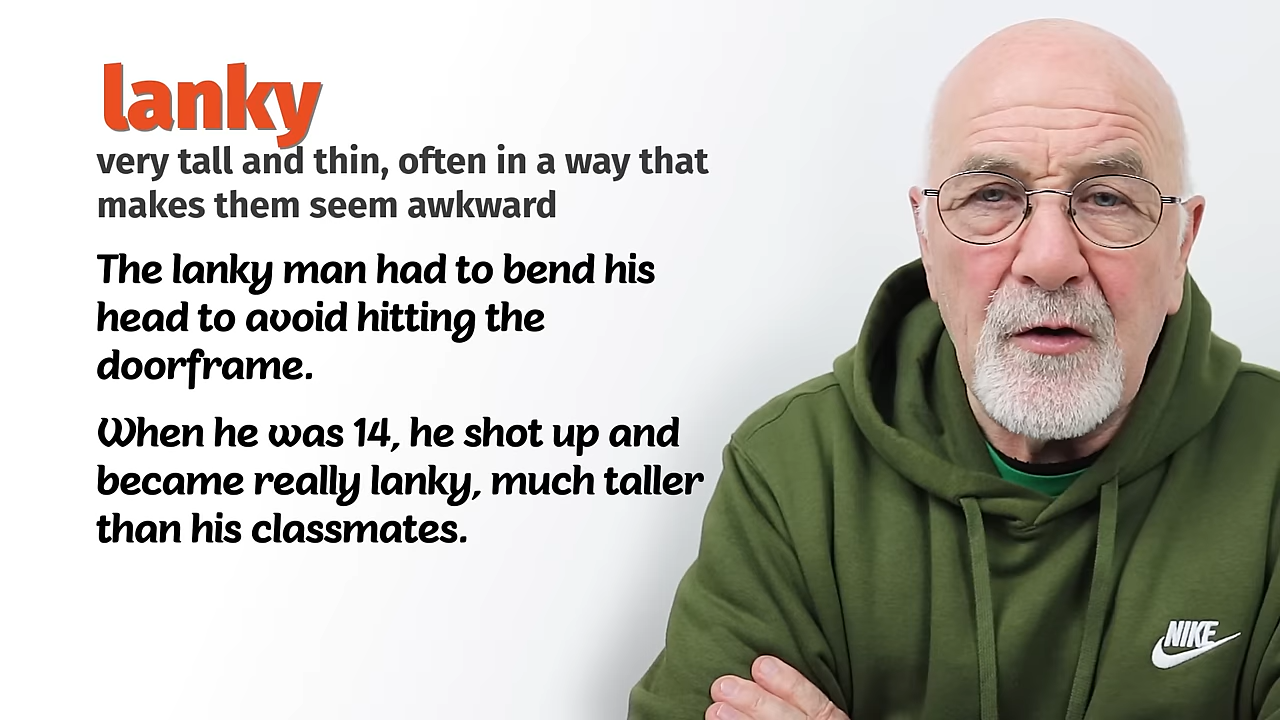 lanky
very tall and thin, often in a way that
makes them seem awkward
The lanky man had to bend his
head to avoid hitting the
doorframe.
When he was 14, he shot up and
became really lanky, much taller
than his classmates.
NIKE